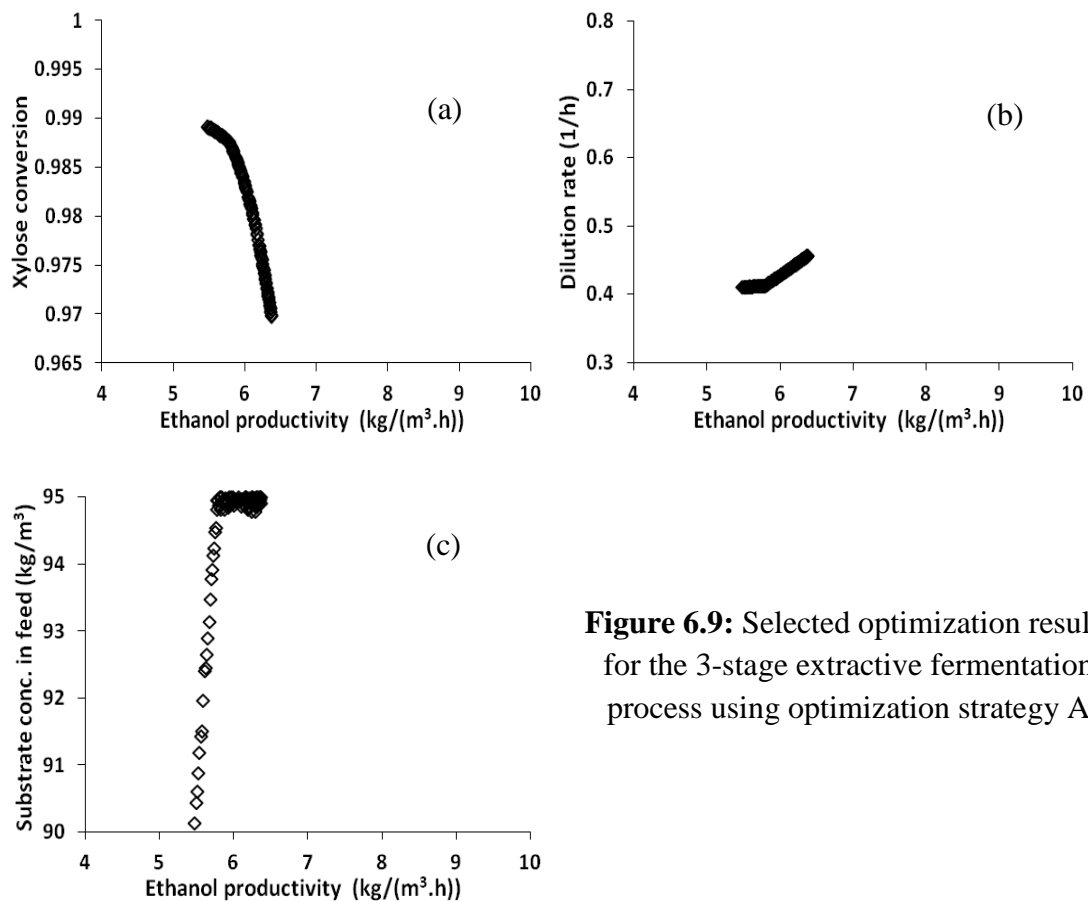 1
0.995
0.99
0.985
0.98
0.975
0.97
0.965
Xylose conversion
(a)
4 5 6 7 8 9 10
Ethanol productivity (kg/(m³.h))
0.8
0.7
0.6
0.5
0.4
0.3
Dilution rate (1/h)
(b)
4 5 6 7 8 9 10
Ethanol productivity (kg/(m³.h))
95
94
93
92
91
90
Substrate conc. in feed (kg/m³)
(c)
4 5 6 7 8 9 10
Ethanol productivity (kg/(m³.h))
Figure 6.9: Selected optimization resul
for the 3-stage extractive fermentation
process using optimization strategy A